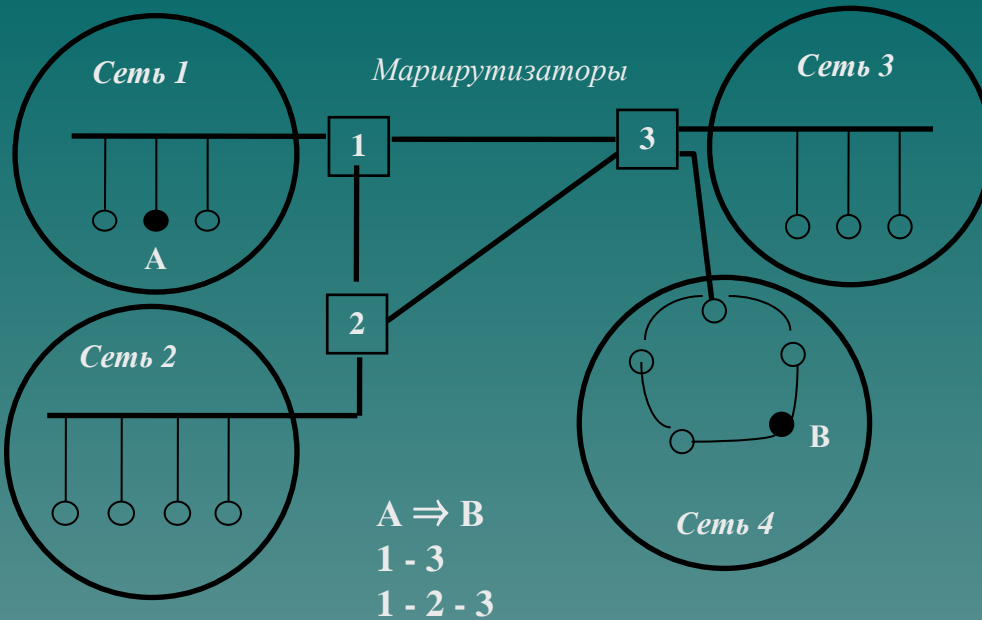 Сеть 1
Маршрутизаторы
Сеть 3
1
3
A
2
Сеть 2
B
Сеть 4
A ⇒ B
1 - 3
1 - 2 - 3